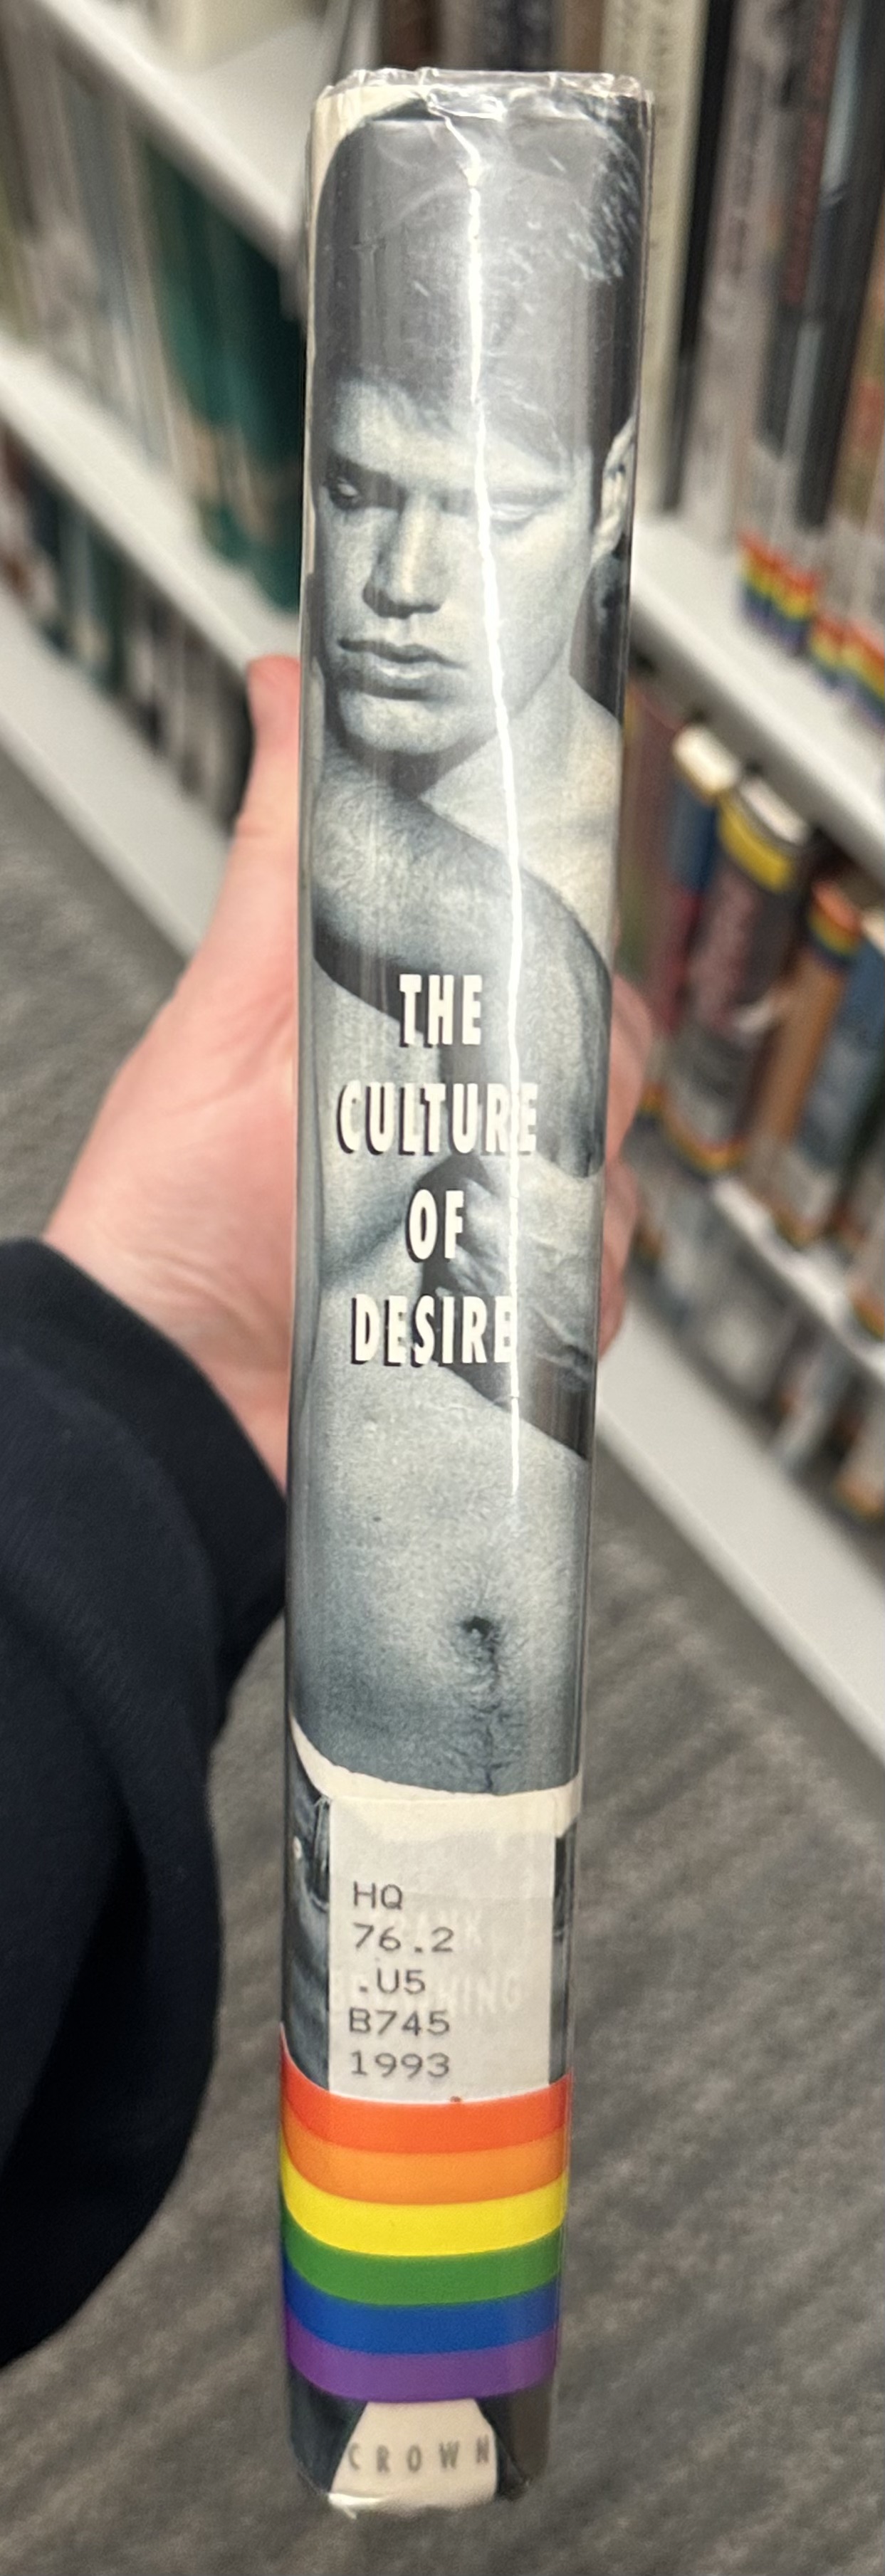 THE
CULTURE
OF
DESIRE
HQ
76.2
.U5
B745
1993
CROWN